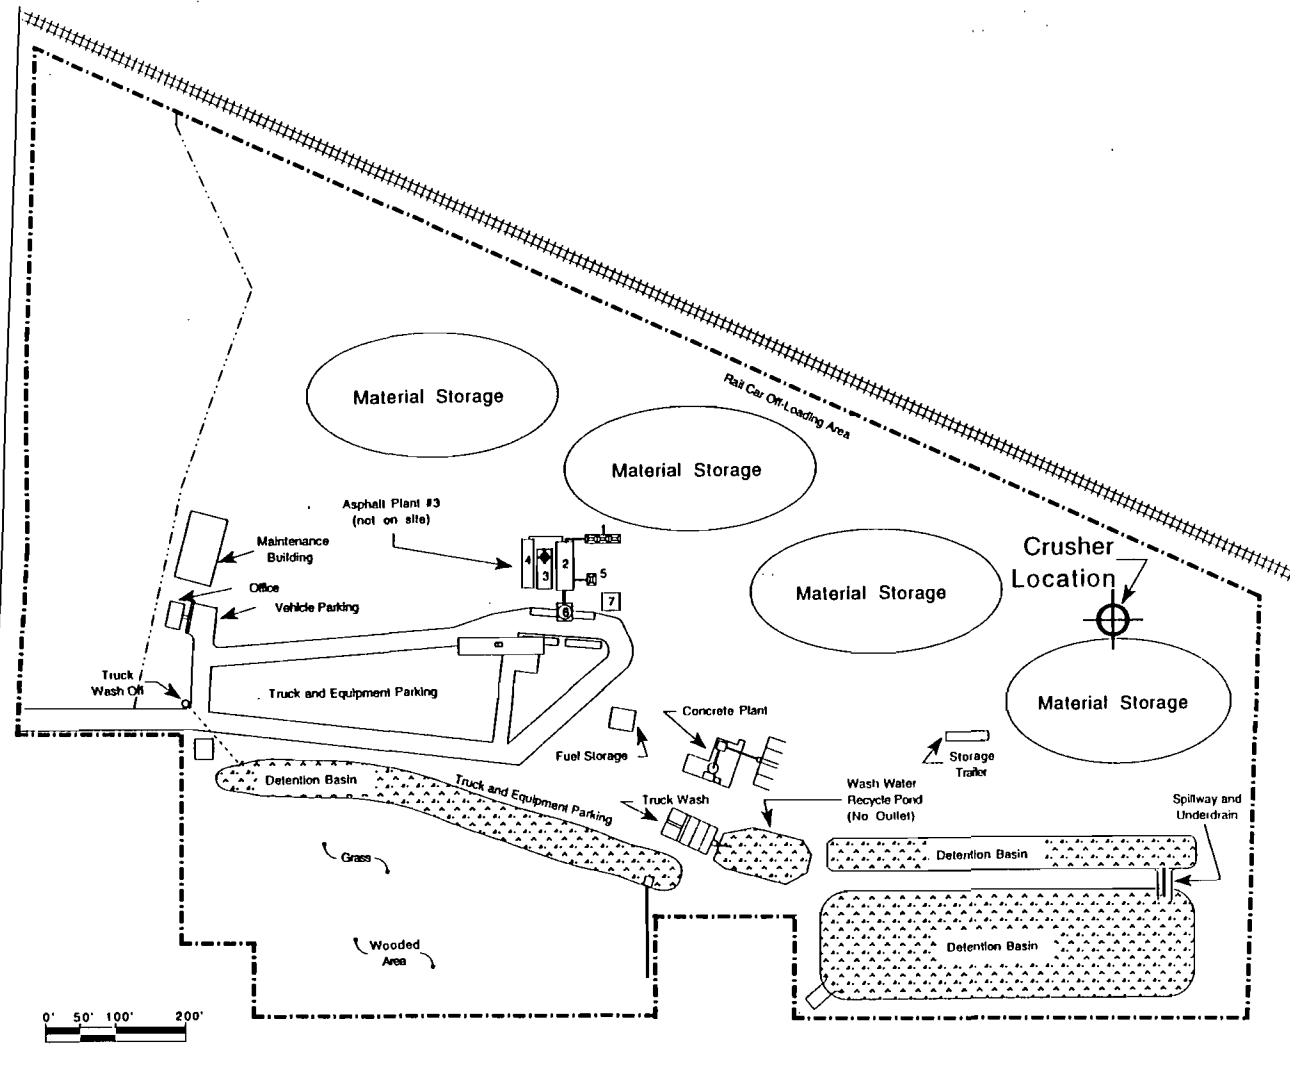 Rail Car Off-Loading Area
Material Storage
Material Storage
Asphalt Plant #3
(not on site)
1
4
3
2
5
6
7
Maintenance
Building
Office
Vehicle Parking
Crusher
Location
Material Storage
Material Storage
Truck
Wash Off
Truck and Equipment Parking
Concrete Plant
Fuel Storage
Storage
Trailer
Detention Basin
Truck and Equipment Parking
Truck Wash
Wash Water
Recycle Pond
(No Outlet)
Spillway and
Underdrain
Detention Basin
Grass
Wooded
Area
Detention Basin
0' 50' 100' 200'